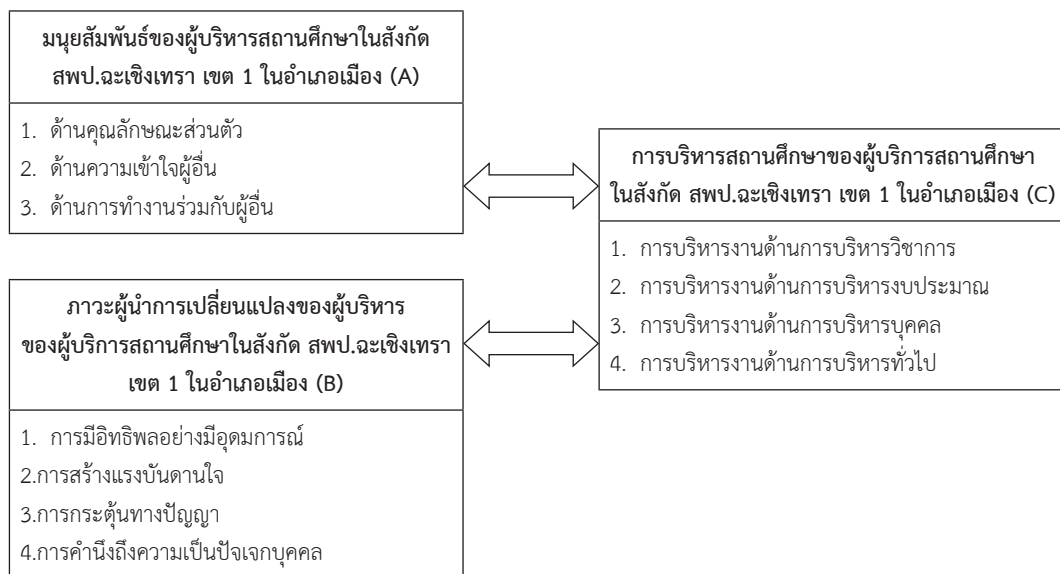 มนุยสัมพันธ์ของผู้บริหารสถานศึกษาในสังกัด
สพป.ฉะเชิงเทรา เขต 1 ในอำเภอเมือง (A)
1. ด้านคุณลักษณะส่วนตัว
2. ด้านความเข้าใจผู้อื่น
3. ด้านการทำงานร่วมกับผู้อื่น
ภาวะผู้นำการเปลี่ยนแปลงของผู้บริหาร
ของผู้บริการสถานศึกษาในสังกัด สพป.ฉะเชิงเทรา
เขต 1 ในอำเภอเมือง (B)
1. การมีอิทธิพลอย่างมีอุดมการณ์
2.การสร้างแรงบันดานใจ
3.การกระตุ้นทางปัญญา
4.การคำนึงถึงความเป็นปัจเจกบุคคล
การบริหารสถานศึกษาของผู้บริการสถานศึกษา
ในสังกัด สพป.ฉะเชิงเทรา เขต 1 ในอำเภอเมือง (C)
1. การบริหารงานด้านการบริหารวิชาการ
2. การบริหารงานด้านการบริหารงบประมาณ
3. การบริหารงานด้านการบริหารบุคคล
4. การบริหารงานด้านการบริหารทั่วไป